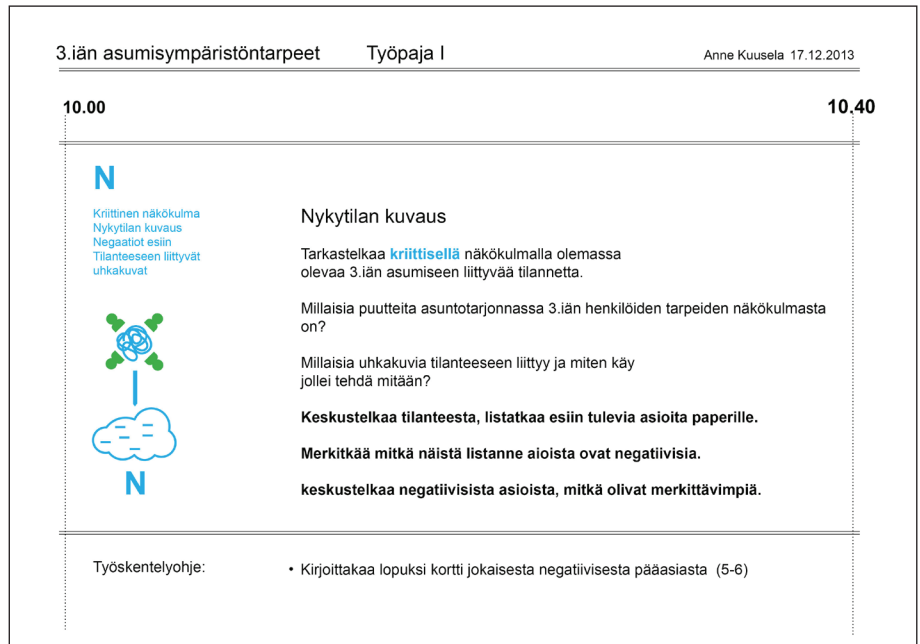 3.iän asumisympäristöntarpeet Työpaja I Anne Kuusela 17.12.2013
10.00 10.40
N
Kriittinen näkökulma
Nykytilan kuvaus
Negaatiot esiin
Tilanteeseen liittyvät
uhkakuvat
Nykytilan kuvaus
Tarkastelkaa kriittisellä näkökulmalla olemassa
olevaa 3.iän asumiseen liittyvää tilannetta.
Millaisia puutteita asuntotarjonnassa 3.iän henkilöiden tarpeiden näkökulmasta
on?
Millaisia uhkakuvia tilanteeseen liittyy ja miten käy
jollei tehdä mitään?
Keskustelkaa tilanteesta, listatkaa esiin tulevia asioita paperille.
Merkitkää mitkä näistä listanne aioista ovat negatiivisia.
keskustelkaa negatiivisista asioista, mitkä olivat merkittävimpiä.
N
Työskentelyohje: • Kirjoittakaa lopuksi kortti jokaisesta negatiivisesta pääasiasta (5-6)